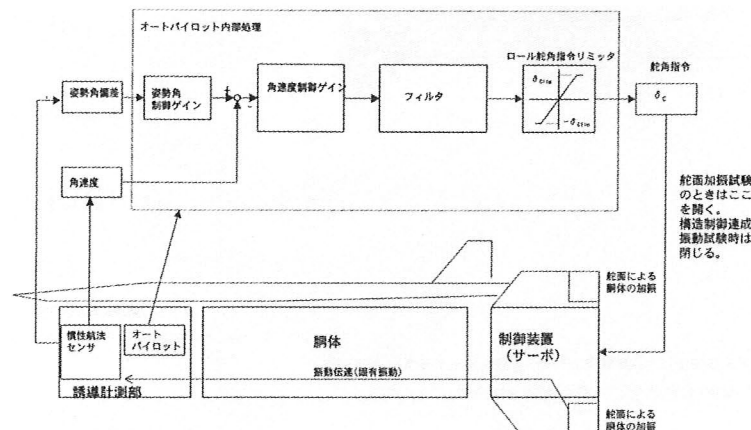 オートパイロット内部処理
ロール舵角指令リミッタ
舵角指令
姿勢角偏差
姿勢角
制御ゲイン
+
-
角速度制御ゲイン
フィルタ
δc
角速度
舵面加振試験
のときはここ
を開く。
構造制御連成
振動試験時は
閉じる。
舵面による
胴体の加振
慣性航法
センサ
オート
パイロット
胴体
制御装置
(サーボ)
振動伝達(固有振動)
誘導計測部
舵面による
胴体の加振